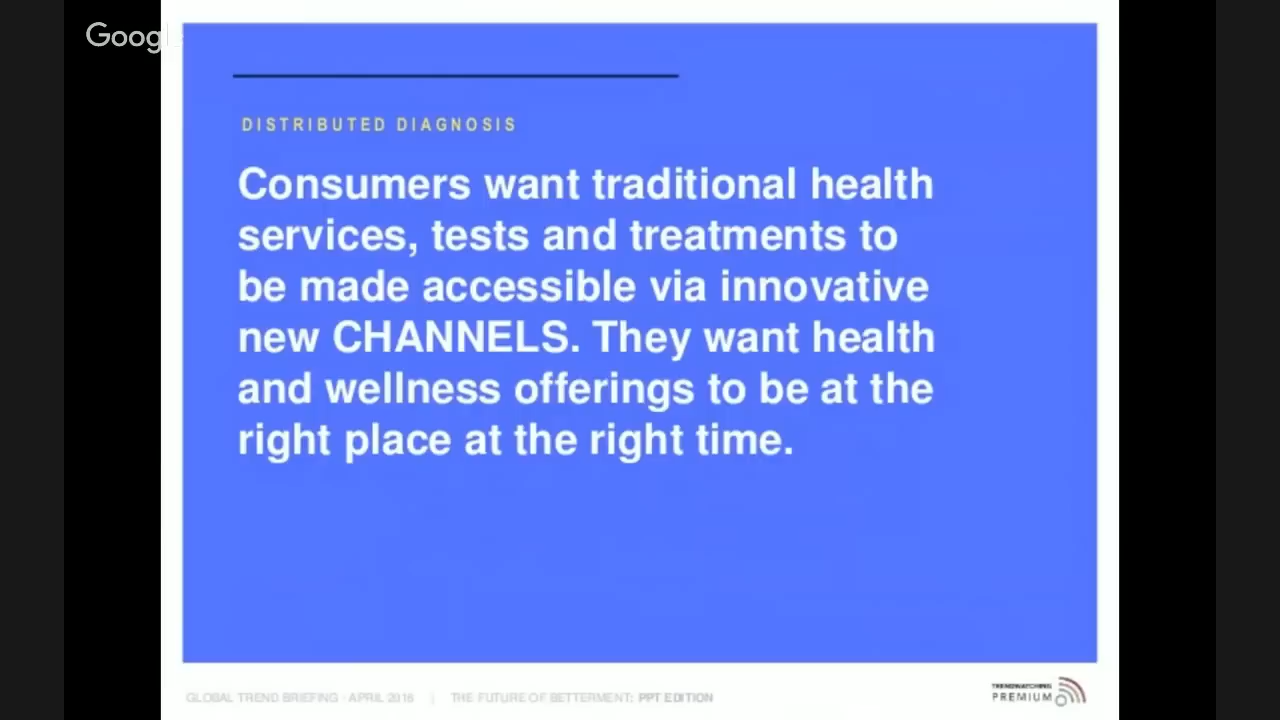 Googl
DISTRIBUTED DIAGNOSIS
Consumers want traditional health
services, tests and treatments to
be made accessible via innovative
new CHANNELS. They want health
and wellness offerings to be at the
right place at the right time.
GLOBAL TREND BRIEFING · APRIL 2016 | THE FUTURE OF BETTERMENT: PPT EDITION
TRENDWATCHING
PREMIUM